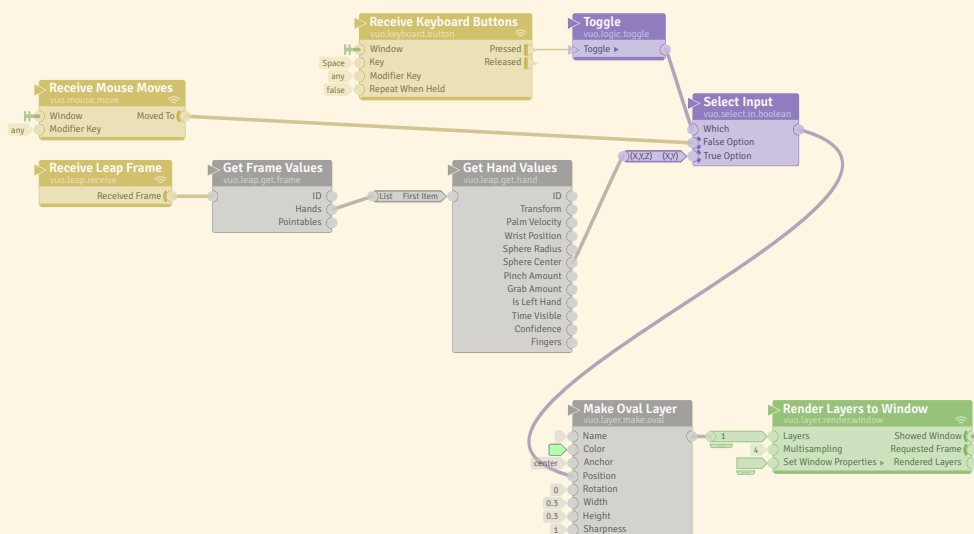 Receive Keyboard Buttons
vuo.keyboard.button
Window Pressed
Space Key Released
any Modifier Key
false Repeat When Held
Toggle
vuo.logic.toggle
Toggle
Receive Mouse Moves
vuo.mouse.move
Window Moved To
any Modifier Key
Select Input
vuo.select.in.boolean
Which
False Option
(X,Y,Z) (X,Y) True Option
Receive Leap Frame
vuo.leap.receive
Received Frame
Get Frame Values
vuo.leap.get.frame
ID
Hands
Pointables
List First Item
Get Hand Values
vuo.leap.get.hand
ID
Transform
Palm Velocity
Wrist Position
Sphere Radius
Sphere Center
Pinch Amount
Grab Amount
Is Left Hand
Time Visible
Confidence
Fingers
Make Oval Layer
vuo.layer.make.oval
Name
Color
center Anchor
Position
0 Rotation
0.3 Width
0.3 Height
1 Sharpness
Render Layers to Window
vuo.layer.render.window
1 Layers Showed Window
4 Multisampling Requested Frame
Set Window Properties Rendered Layers